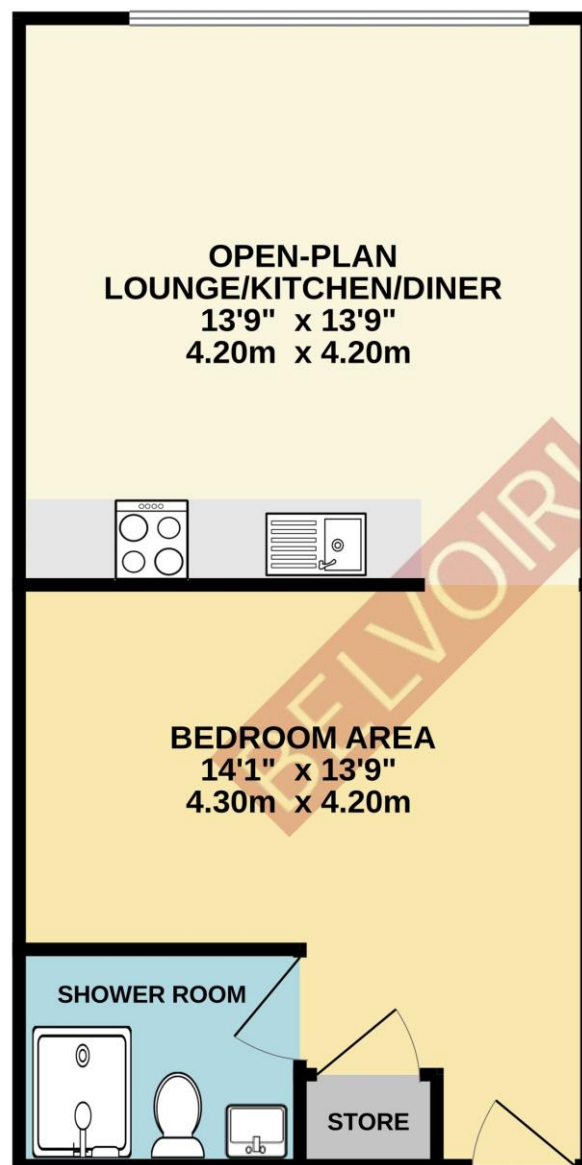 OPEN-PLAN
LOUNGE/KITCHEN/DINER
13'9" x 13'9"
4.20m x 4.20m
BELVOIR!
BEDROOM AREA
14'1" x 13'9"
4.30m x 4.20m
SHOWER ROOM
STORE